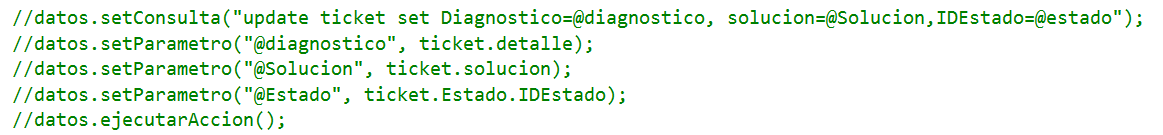 //datos.setConsulta("update ticket set Diagnostico=@diagnostico, solucion=@Solucion,IDEstado=@estado");
//datos.setParametro("@diagnostico", ticket.detalle);
//datos.setParametro("@Solucion", ticket.solucion);
//datos.setParametro("@Estado", ticket.Estado.IDEstado);
//datos.ejecutarAccion();